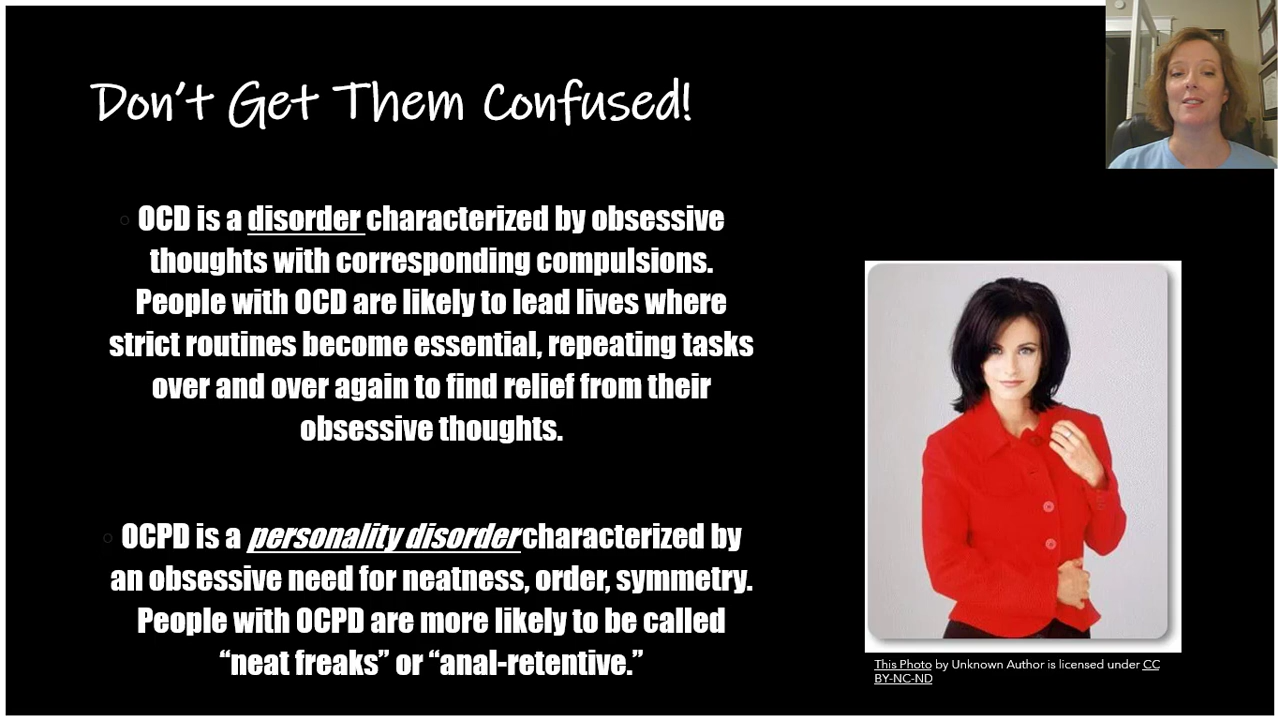 Don't Get Them Confused!
OCD is a disorder characterized by obsessive
thoughts with corresponding compulsions.
People with OCD are likely to lead lives where
strict routines become essential, repeating tasks
over and over again to find relief from their
obsessive thoughts.
OCPD is a personality disorder characterized by
an obsessive need for neatness, order, symmetry.
People with OCPD are more likely to be called
“neat freaks” or “anal-retentive.”
This Photo by Unknown Author is licensed under CC
BY-NC-ND